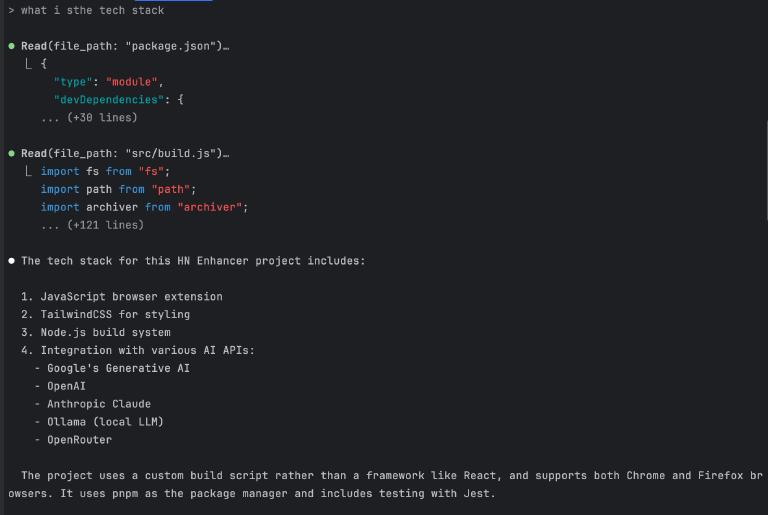 > what i sthe tech stack
● Read(file_path: "package.json")…
⎿ {
"type": "module",
"devDependencies": {
... (+30 lines)
● Read(file_path: "src/build.js")…
⎿ import fs from "fs";
import path from "path";
import archiver from "archiver";
... (+121 lines)
● The tech stack for this HN Enhancer project includes:
1. JavaScript browser extension
2. TailwindCSS for styling
3. Node.js build system
4. Integration with various AI APIs:
- Google's Generative AI
- OpenAI
- Anthropic Claude
- Ollama (local LLM)
- OpenRouter
The project uses a custom build script rather than a framework like React, and supports both Chrome and Firefox br
owsers. It uses pnpm as the package manager and includes testing with Jest.